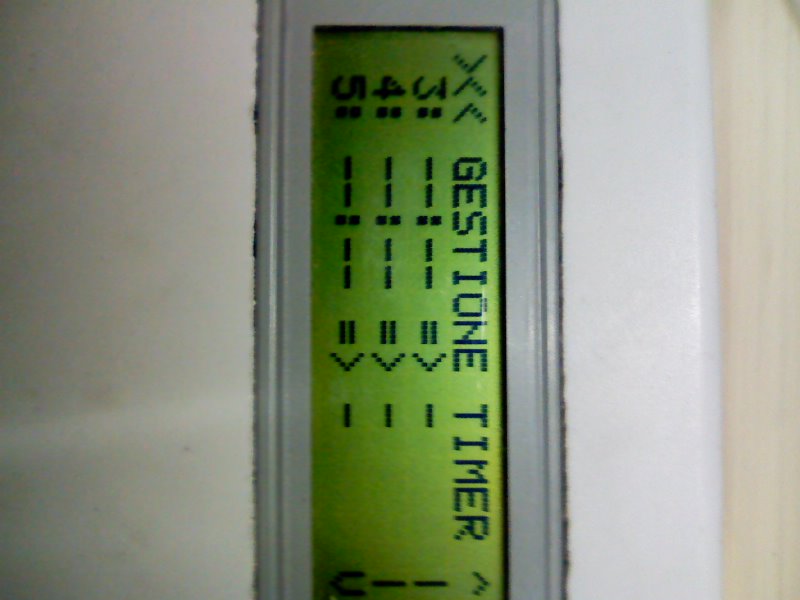 >> GESTIONE TIMER ^
3: --:-- => - |
4: --:-- => - |
5: --:-- => - v